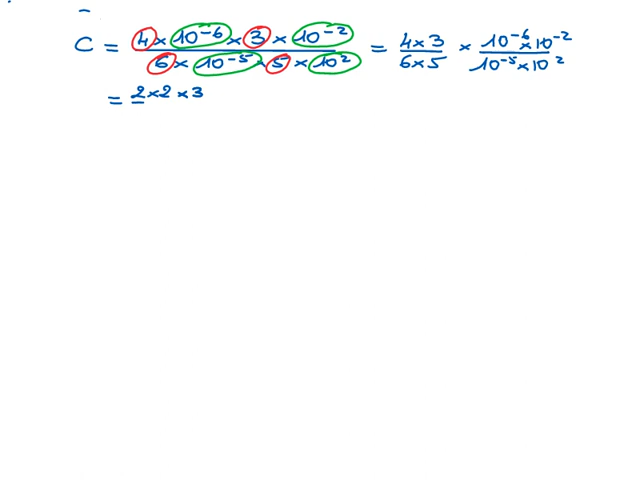 C = 4 × 10⁻⁶ × 3 × 10⁻² / 6 × 10⁻⁵ × 5 × 10² = 4 × 3 / 6 × 5 × 10⁻⁶ × 10⁻² / 10⁻⁵ × 10²
= 2 × 2 × 3